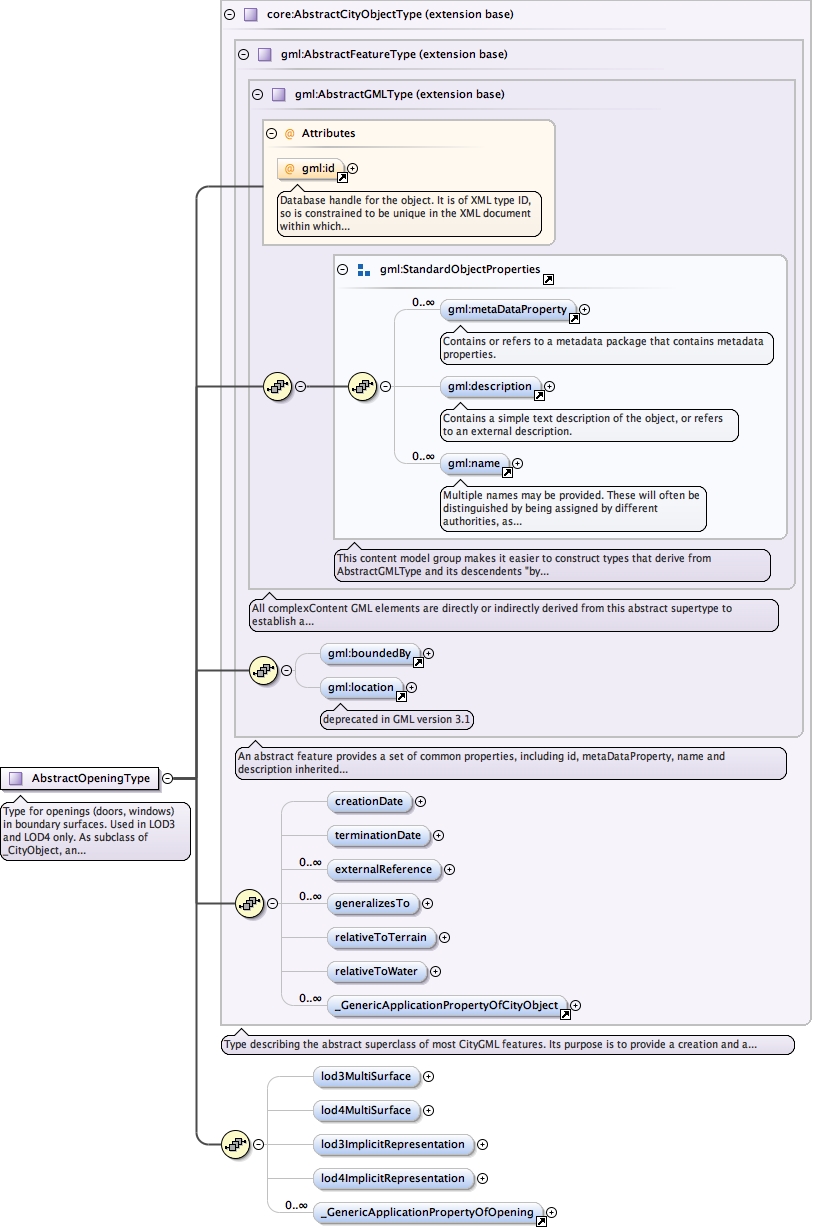 core:AbstractCityObjectType (extension base)
gml:AbstractFeatureType (extension base)
gml:AbstractGMLType (extension base)
@ Attributes
@ gml:id
Database handle for the object. It is of XML type ID,
so is constrained to be unique in the XML document
within which...
gml:StandardObjectProperties
0..∞
gml:metaDataProperty
Contains or refers to a metadata package that contains metadata
properties.
gml:description
Contains a simple text description of the object, or refers
to an external description.
0..∞
gml:name
Multiple names may be provided. These will often be
distinguished by being assigned by different
authorities, as...
This content model group makes it easier to construct types that derive from
AbstractGMLType and its descendents "by...
All complexContent GML elements are directly or indirectly derived from this abstract supertype to
establish a...
gml:boundedBy
gml:location
deprecated in GML version 3.1
An abstract feature provides a set of common properties, including id, metaDataProperty, name and
description inherited...
AbstractOpeningType
Type for openings (doors, windows)
in boundary surfaces. Used in LOD3
and LOD4 only. As subclass of
_CityObject, an...
creationDate
terminationDate
0..∞
externalReference
0..∞
generalizesTo
relativeToTerrain
relativeToWater
0..∞
_GenericApplicationPropertyOfCityObject
Type describing the abstract superclass of most CityGML features. Its purpose is to provide a creation and a...
lod3MultiSurface
lod4MultiSurface
lod3ImplicitRepresentation
lod4ImplicitRepresentation
0..∞
_GenericApplicationPropertyOfOpening